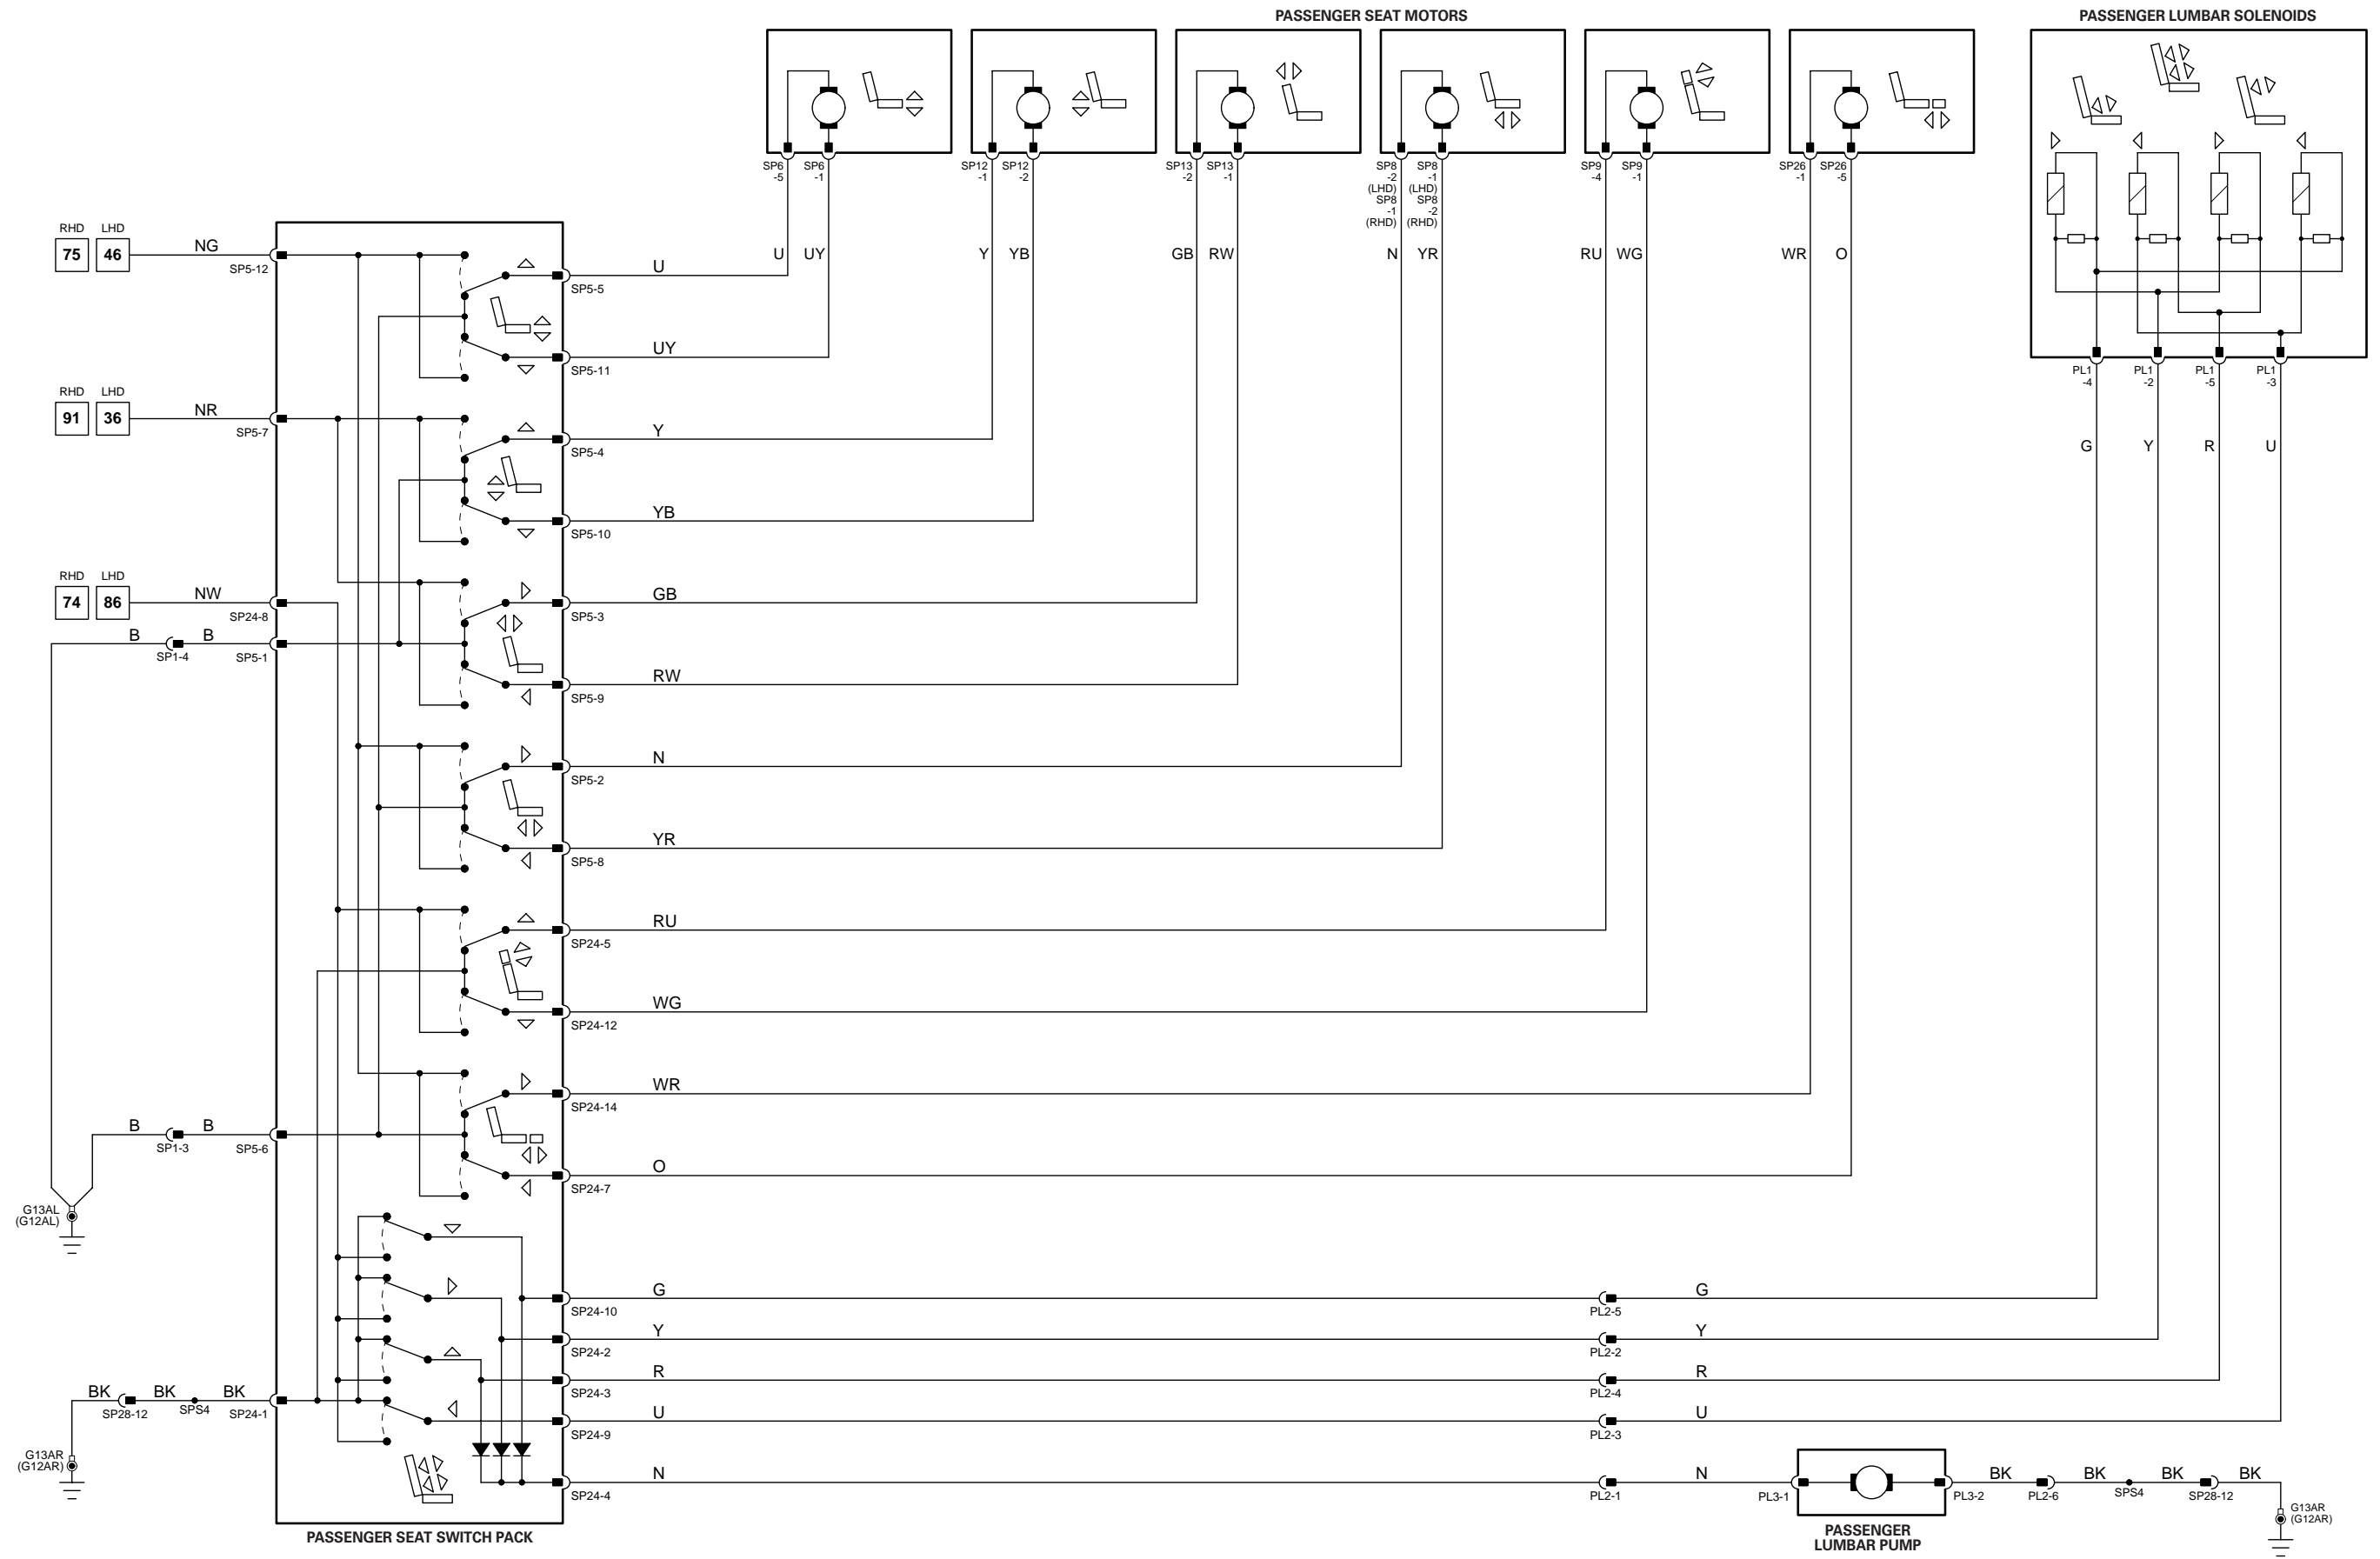 PASSENGER SEAT MOTORS
PASSENGER LUMBAR SOLENOIDS
SP6 -5
SP6 -1
SP12 -1
SP12 -2
SP13 -2
SP13 -1
SP8 -2 (LHD) SP8 -1 (RHD)
SP8 -1 (LHD) SP8 -2 (RHD)
SP9 -4
SP9 -1
SP26 -1
SP26 -5
U UY Y YB GB RW N YR RU WG WR O
PL1 -4
PL1 -2
PL1 -5
PL1 -3
G Y R U
RHD LHD
75 46 NG SP5-12
U SP5-5
UY SP5-11
RHD LHD
91 36 NR SP5-7
Y SP5-4
YB SP5-10
RHD LHD
74 86 NW SP24-8
GB SP5-3
B SP1-4 B SP5-1
RW SP5-9
N SP5-2
YR SP5-8
RU SP24-5
WG SP24-12
WR SP24-14
B SP1-3 B SP5-6
O SP24-7
G13AL
(G12AL)
G SP24-10 PL2-5 G
Y SP24-2 PL2-2 Y
R SP24-3 PL2-4 R
BK SP28-12 BK SPS4 BK SP24-1
U SP24-9 PL2-3 U
G13AR
(G12AR)
N SP24-4 PL2-1 N PL3-1
PL3-2 BK PL2-6 BK SPS4 BK SP28-12 BK
G13AR
(G12AR)
PASSENGER SEAT SWITCH PACK
PASSENGER
LUMBAR PUMP